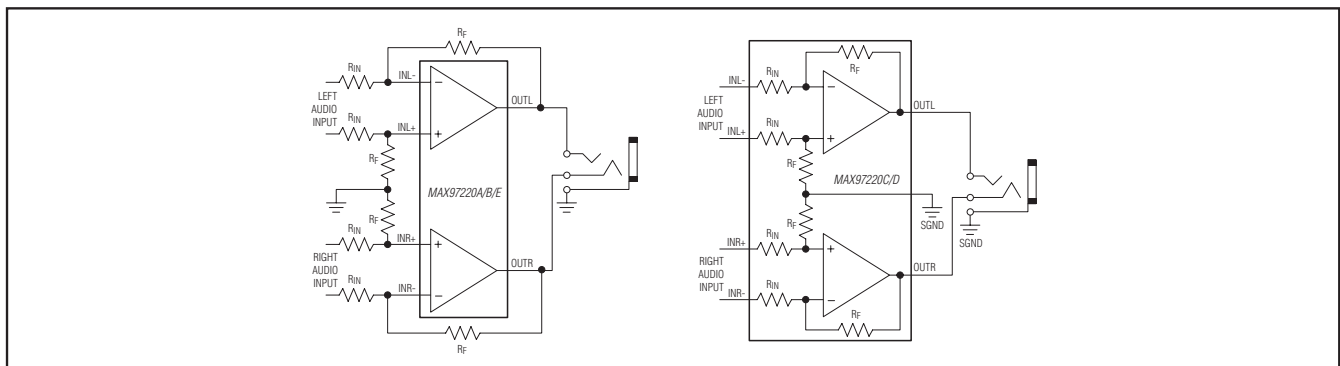 RF
RIN
INL-
LEFT
AUDIO
INPUT
OUTL
RIN
INL+
RF
MAX97220A/B/E
RF
RIN
INR+
RIGHT
AUDIO
INPUT
OUTR
RIN
INR-
RF
INL-
RIN
RF
LEFT
AUDIO
INPUT
OUTL
INL+
RIN
RF
MAX97220C/D
SGND
SGND
RF
INR+
RIN
RIGHT
AUDIO
INPUT
OUTR
INR-
RIN
RF